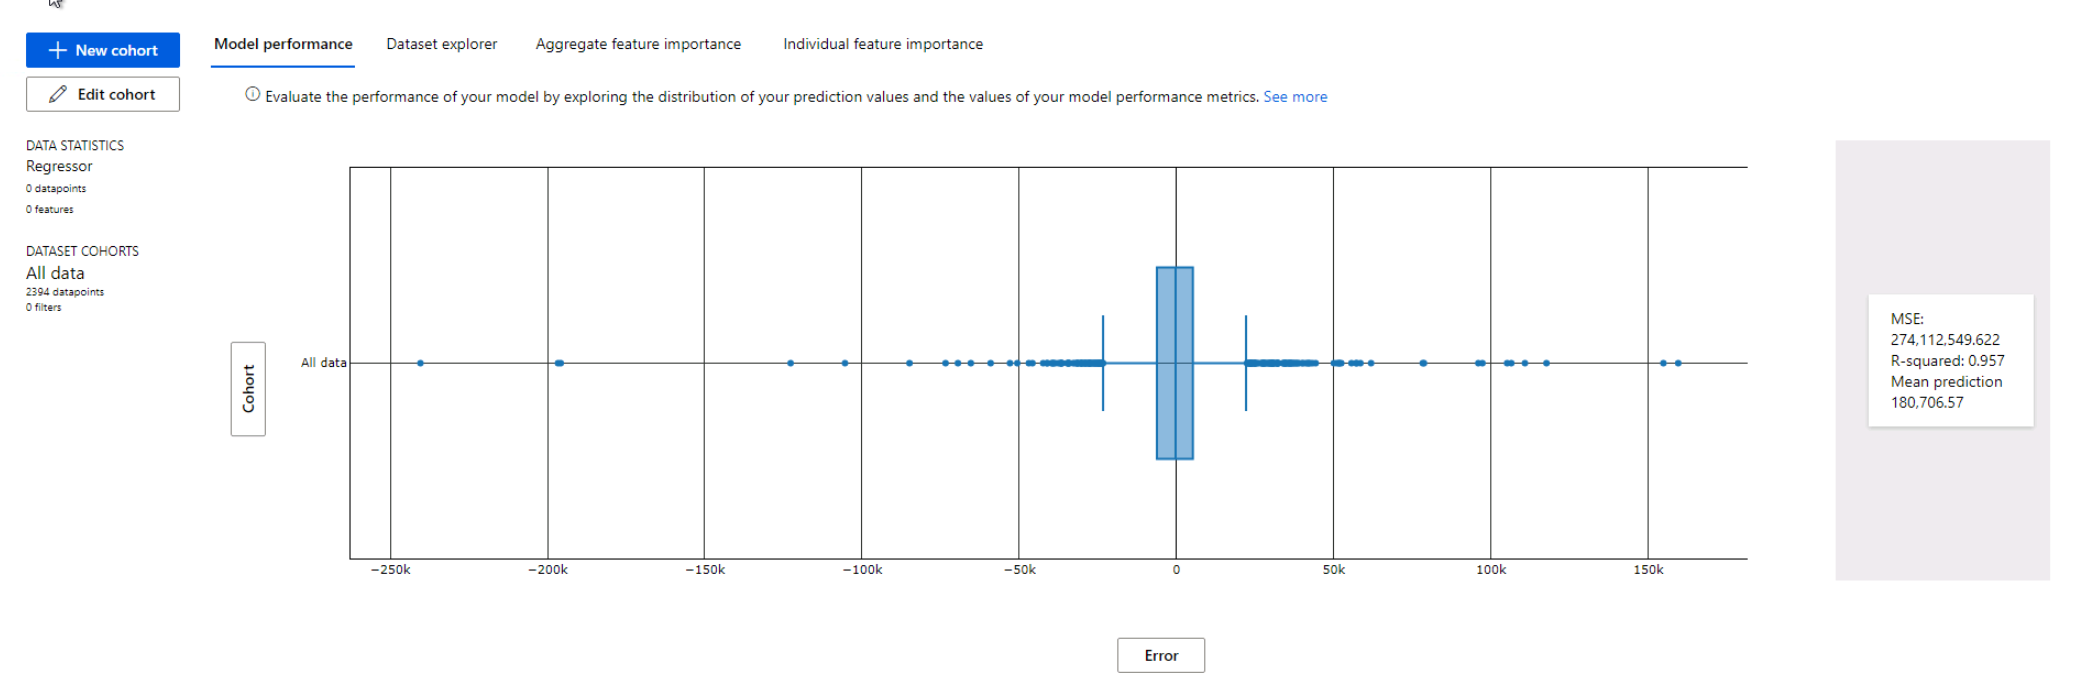 New cohort
Edit cohort
DATA STATISTICS
Regressor
0 datapoints
0 features
DATASET COHORTS
All data
2394 datapoints
0 filters
Model performance Dataset explorer Aggregate feature importance Individual feature importance
Evaluate the performance of your model by exploring the distribution of your prediction values and the values of your model performance metrics. See more
Cohort
All data
−250k −200k −150k −100k −50k 0 50k 100k 150k
Error
MSE:
274,112,549.622
R-squared: 0.957
Mean prediction
180,706.57